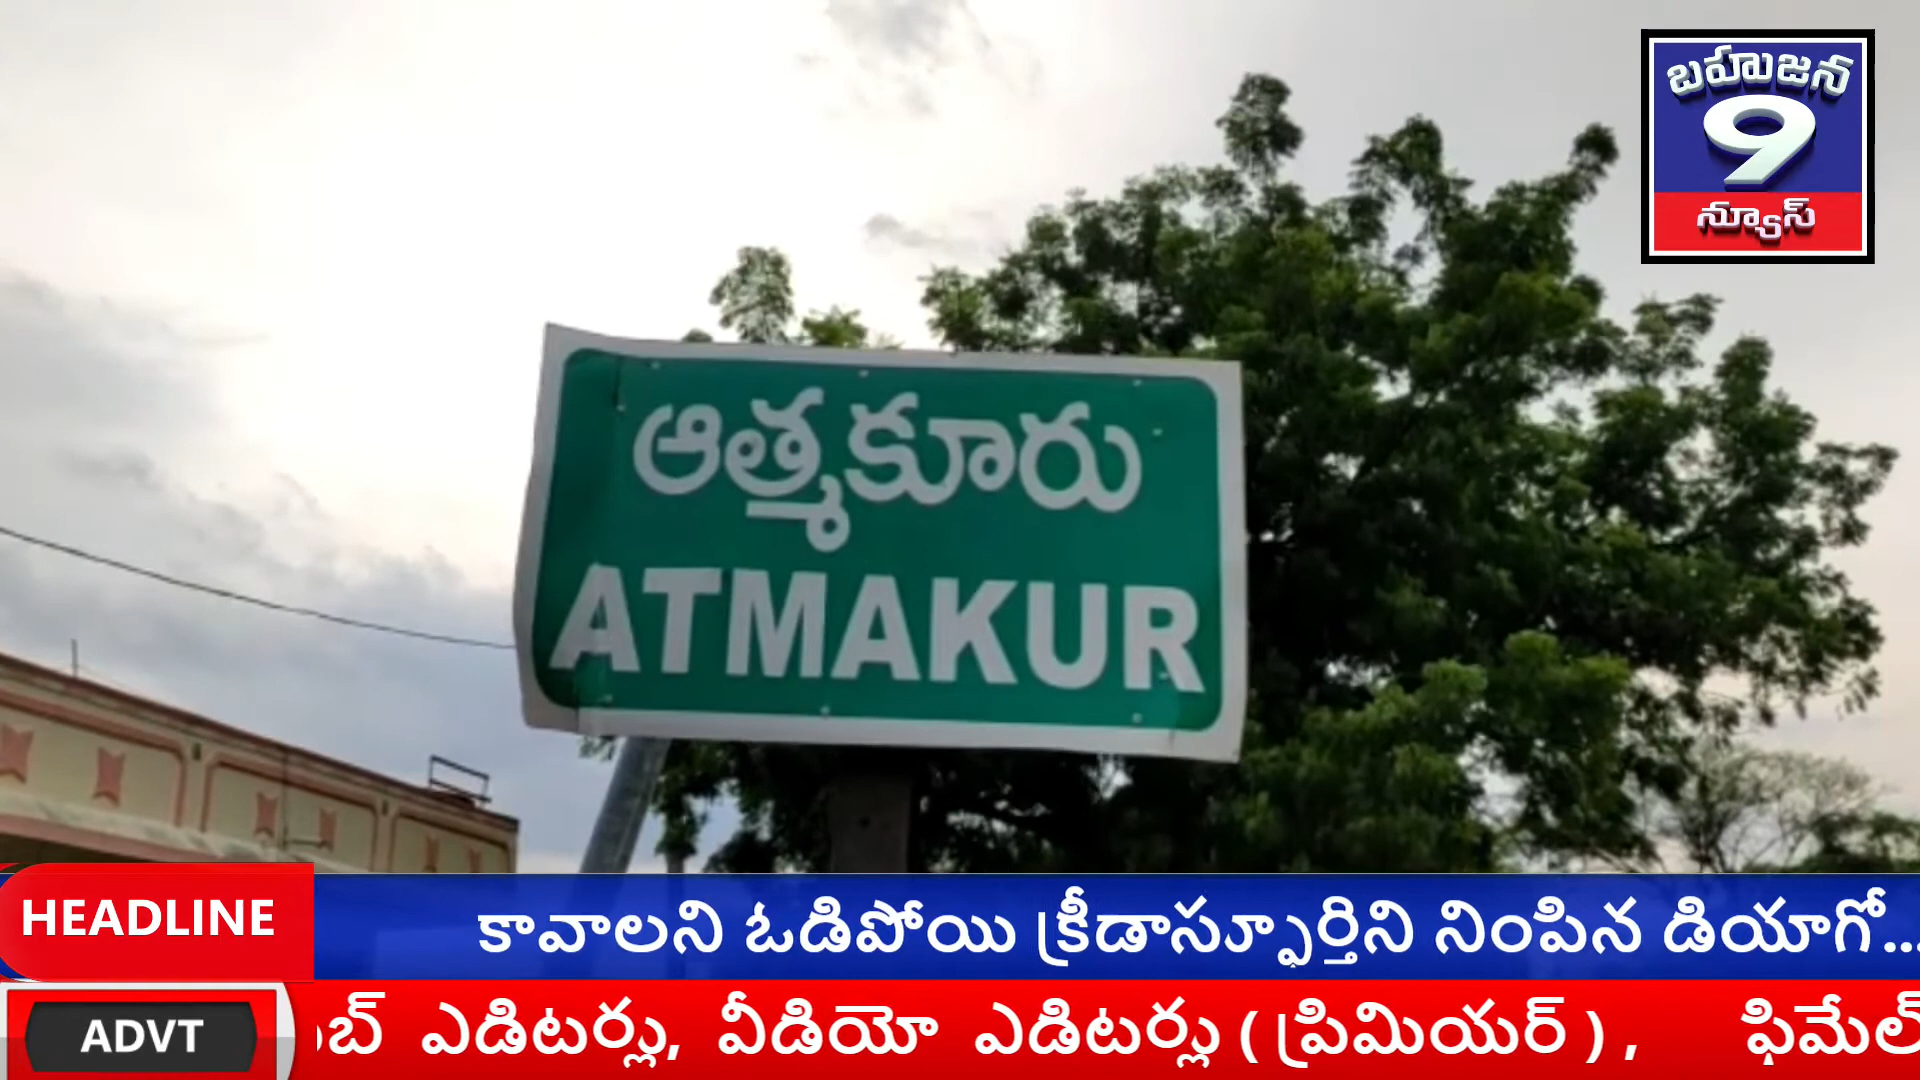 బహుజన
9
న్యూస్
ఆత్మకూరు
ATMAKUR
HEADLINE
కావాలని ఓడిపోయి క్రీడాస్ఫూర్తిని నింపిన డియాగో...
ADVT
ఎడిటర్లు, వీడియో ఎడిటర్లు ( ప్రిమియర్ ) , ఫిమేల్